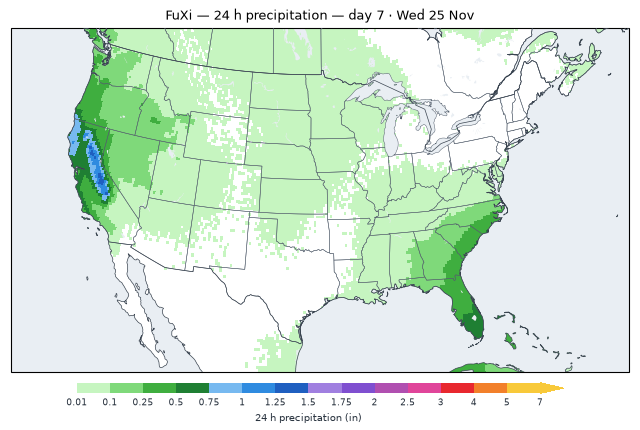 FuXi — 24 h precipitation — day 7 · Wed 25 Nov
0.01 0.1 0.25 0.5 0.75 1 1.25 1.5 1.75 2 2.5 3 4 5 7
24 h precipitation (in)